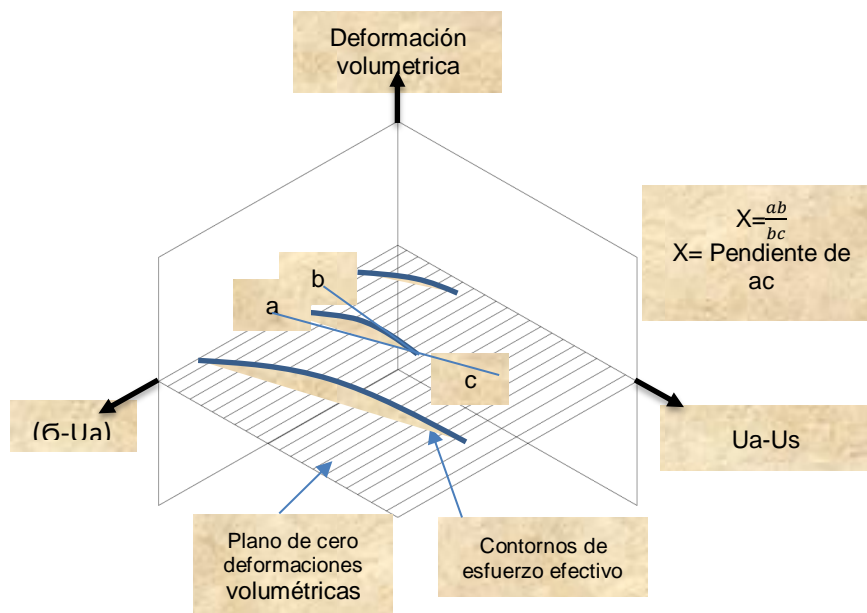 Deformación
volumetrica
X=ab/bc
X= Pendiente de
ac
b
a
c
(б-Ua)
Ua-Us
Plano de cero
deformaciones
volumétricas
Contornos de
esfuerzo efectivo